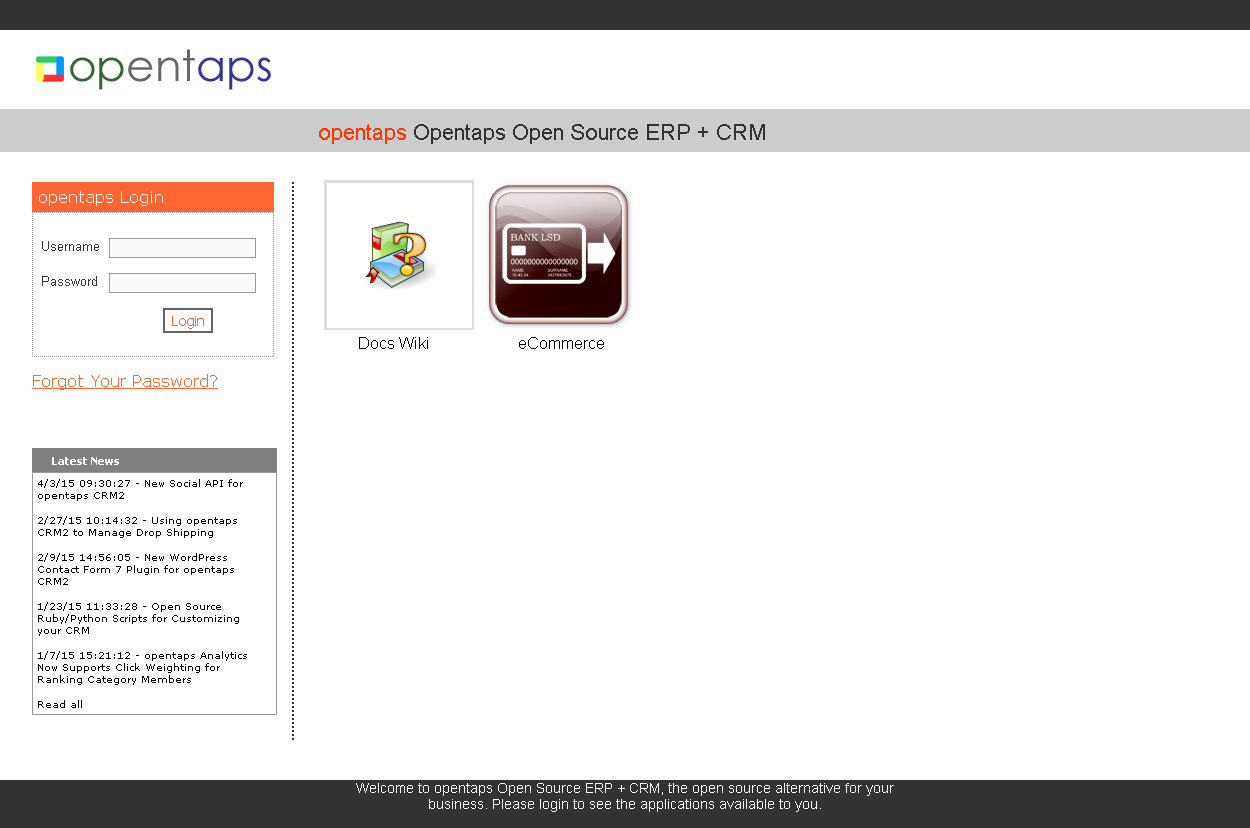 opentaps
opentaps Opentaps Open Source ERP + CRM
opentaps Login
Username
Password
Login
Forgot Your Password?
Latest News
4/3/15 09:30:27 - New Social API for
opentaps CRM2
2/27/15 10:14:32 - Using opentaps
CRM2 to Manage Drop Shipping
2/9/15 14:56:05 - New WordPress
Contact Form 7 Plugin for opentaps
CRM2
1/23/15 11:33:28 - Open Source
Ruby/Python Scripts for Customizing
your CRM
1/7/15 15:21:12 - opentaps Analytics
Now Supports Click Weighting for
Ranking Category Members
Read all
Docs Wiki
BANK LSD
NAME SURNAME
eCommerce
Welcome to opentaps Open Source ERP + CRM, the open source alternative for your
business. Please login to see the applications available to you.